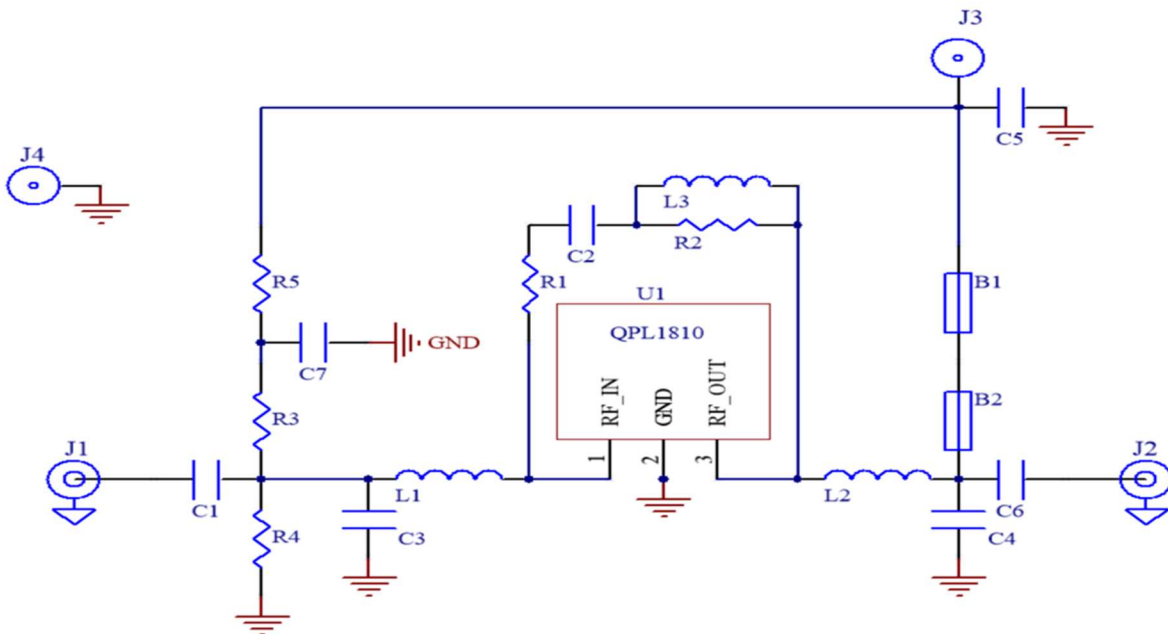 J3
C5
J4
L3
C2
R2
R5
R1
B1
U1
QPL1810
GND
C7
RF_IN
GND
RF_OUT
B2
R3
J1
1
2
3
J2
L1
L2
C1
C6
R4
C3
C4